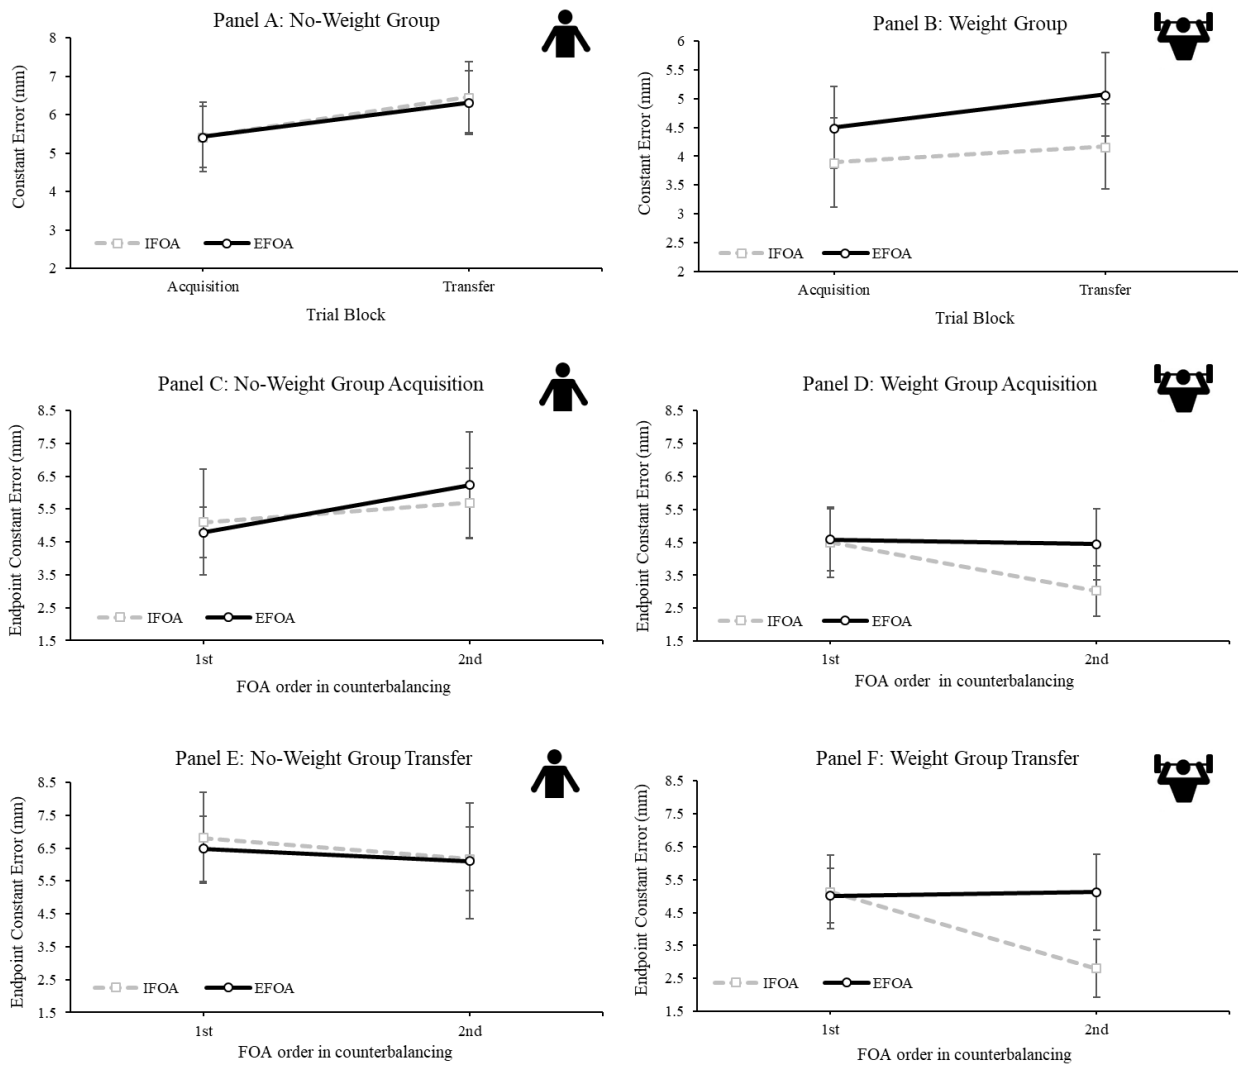 Panel A: No-Weight Group
Constant Error (mm)
8
7
6
5
4
3
2
IFOA
EFOA
Acquisition
Transfer
Trial Block
Panel B: Weight Group
Constant Error (mm)
6
5.5
5
4.5
4
3.5
3
2.5
2
IFOA
EFOA
Acquisition
Transfer
Trial Block
Panel C: No-Weight Group Acquisition
Endpoint Constant Error (mm)
8.5
7.5
6.5
5.5
4.5
3.5
2.5
1.5
IFOA
EFOA
1st
2nd
FOA order in counterbalancing
Panel D: Weight Group Acquisition
Endpoint Constant Error (mm)
8.5
7.5
6.5
5.5
4.5
3.5
2.5
1.5
IFOA
EFOA
1st
2nd
FOA order in counterbalancing
Panel E: No-Weight Group Transfer
Endpoint Constant Error (mm)
8.5
7.5
6.5
5.5
4.5
3.5
2.5
1.5
IFOA
EFOA
1st
2nd
FOA order in counterbalancing
Panel F: Weight Group Transfer
Endpoint Constant Error (mm)
8.5
7.5
6.5
5.5
4.5
3.5
2.5
1.5
IFOA
EFOA
1st
2nd
FOA order in counterbalancing